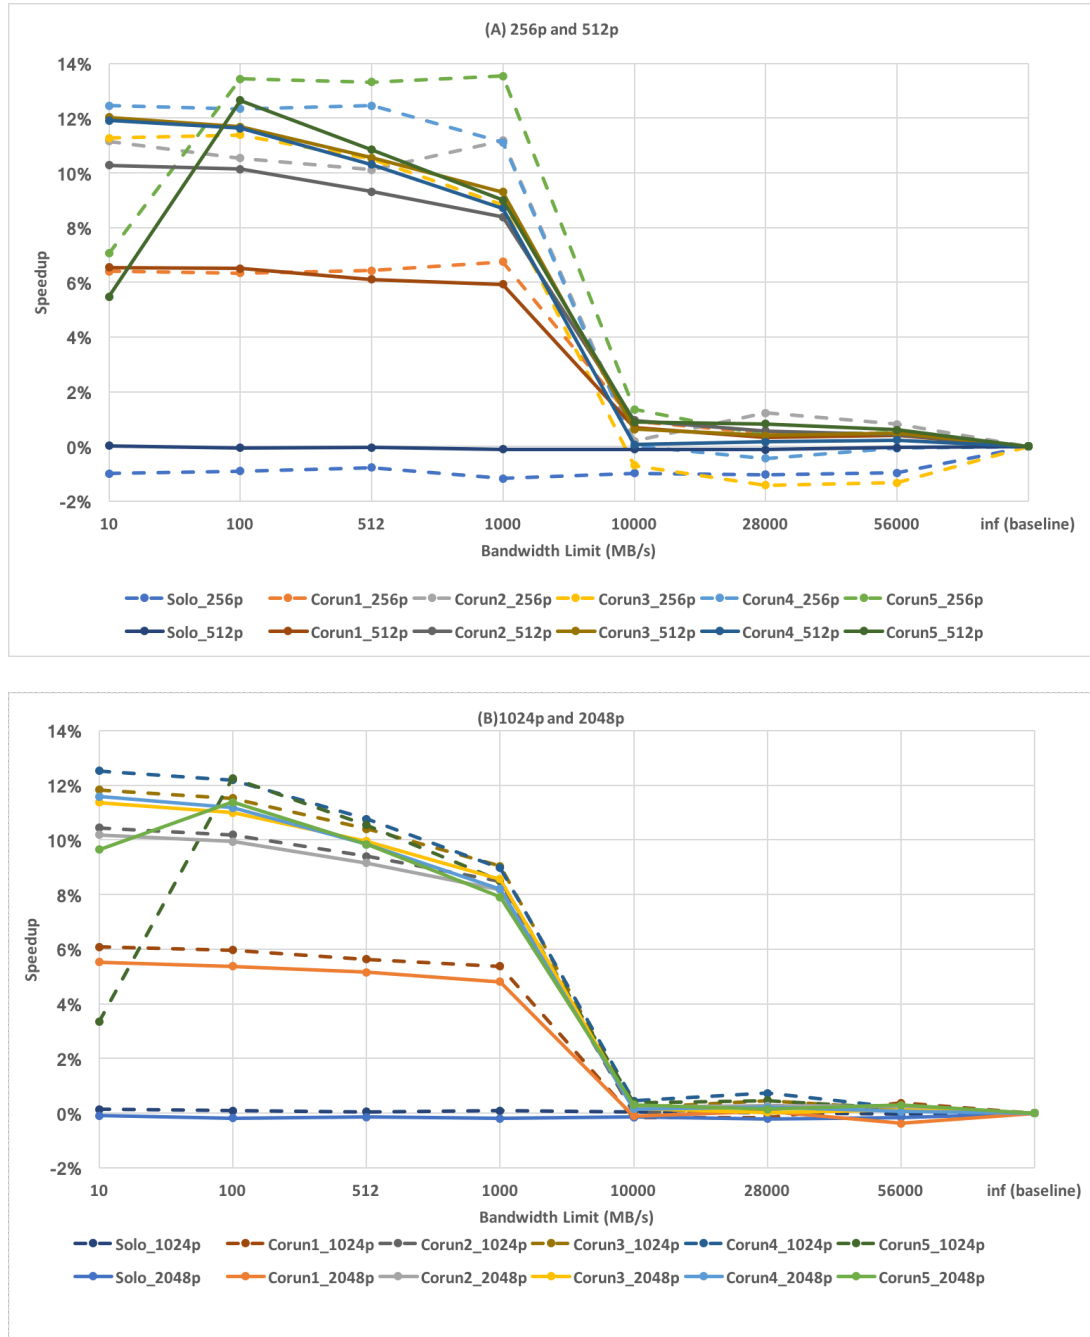 (A) 256p and 512p
14%
12%
10%
8%
6%
4%
2%
0%
-2%
Speedup
10 100 512 1000 10000 28000 56000 inf (baseline)
Bandwidth Limit (MB/s)
Solo_256p Corun1_256p Corun2_256p Corun3_256p Corun4_256p Corun5_256p
Solo_512p Corun1_512p Corun2_512p Corun3_512p Corun4_512p Corun5_512p
(B)1024p and 2048p
14%
12%
10%
8%
6%
4%
2%
0%
-2%
Speedup
10 100 512 1000 10000 28000 56000 inf (baseline)
Bandwidth Limit (MB/s)
Solo_1024p Corun1_1024p Corun2_1024p Corun3_1024p Corun4_1024p Corun5_1024p
Solo_2048p Corun1_2048p Corun2_2048p Corun3_2048p Corun4_2048p Corun5_2048p